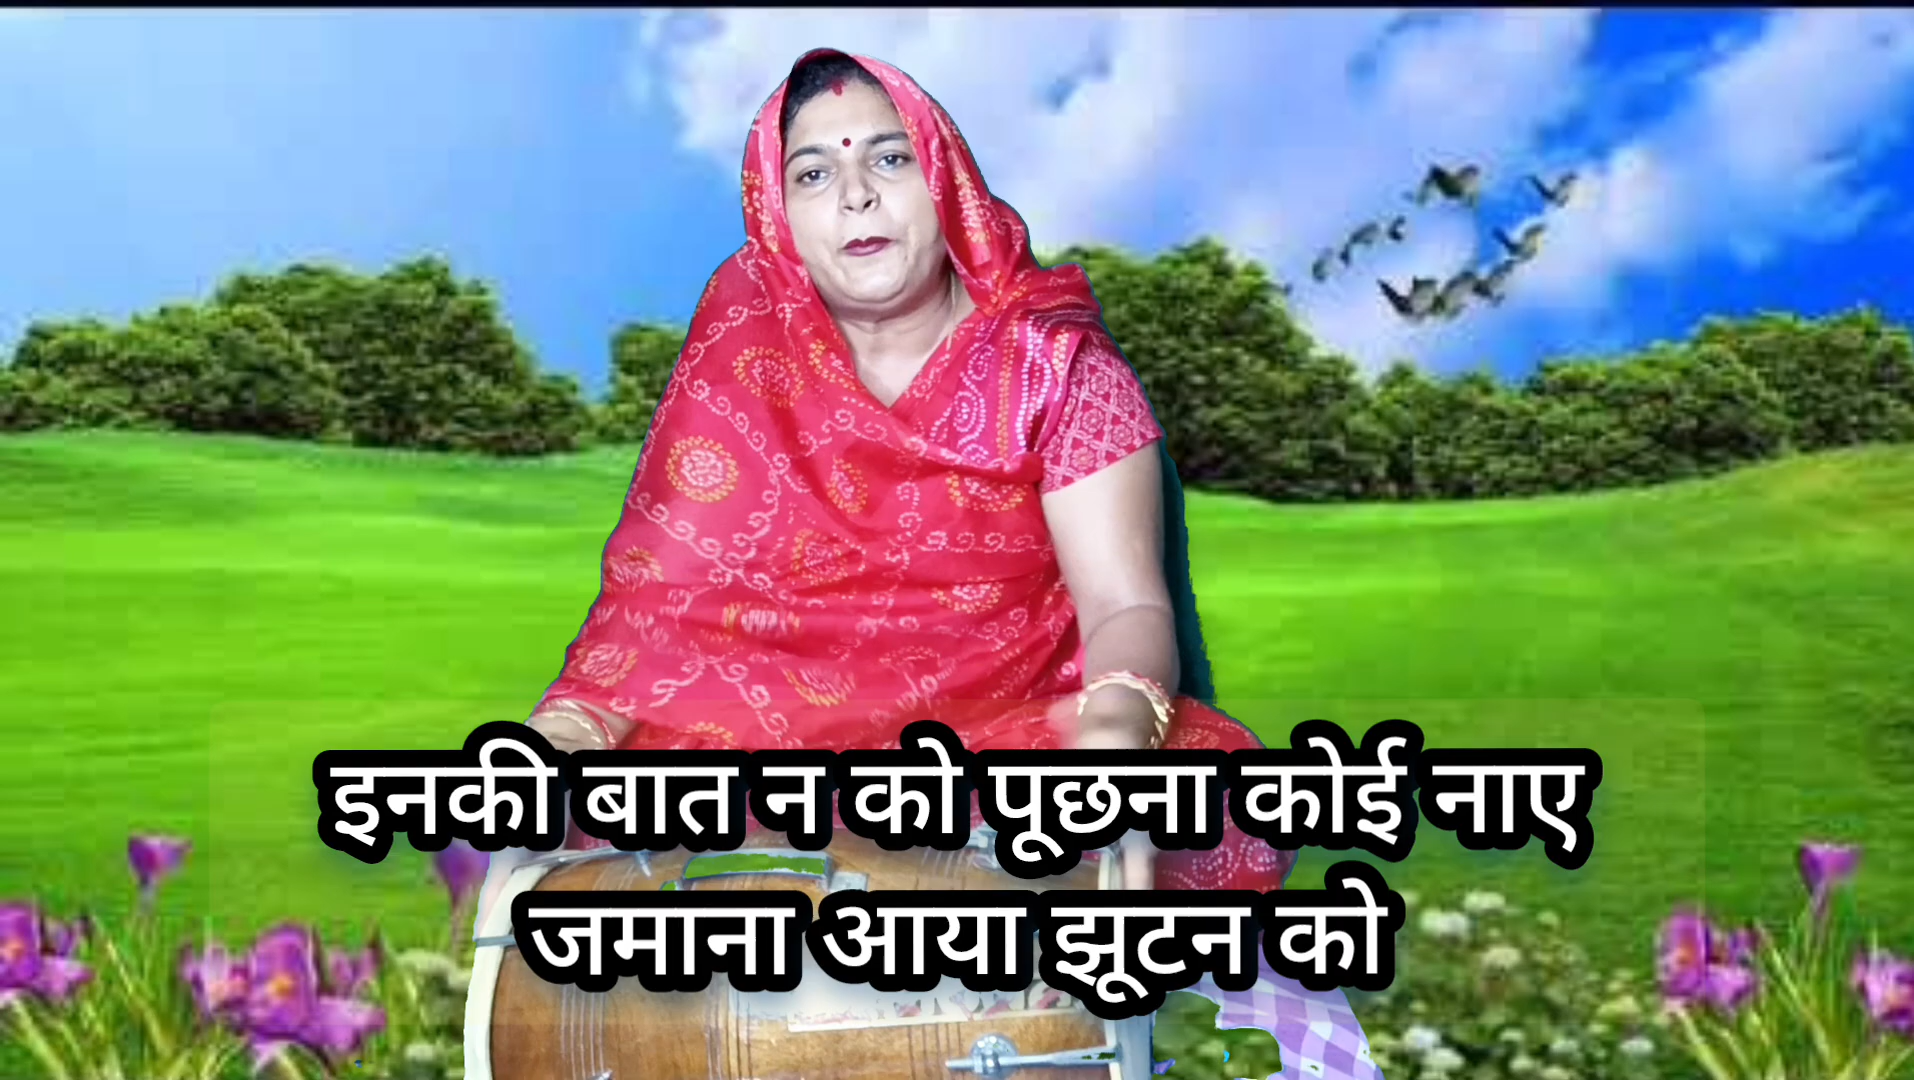 इनकी बात न को पूछना कोई नाए
जमाना आया झूटन को